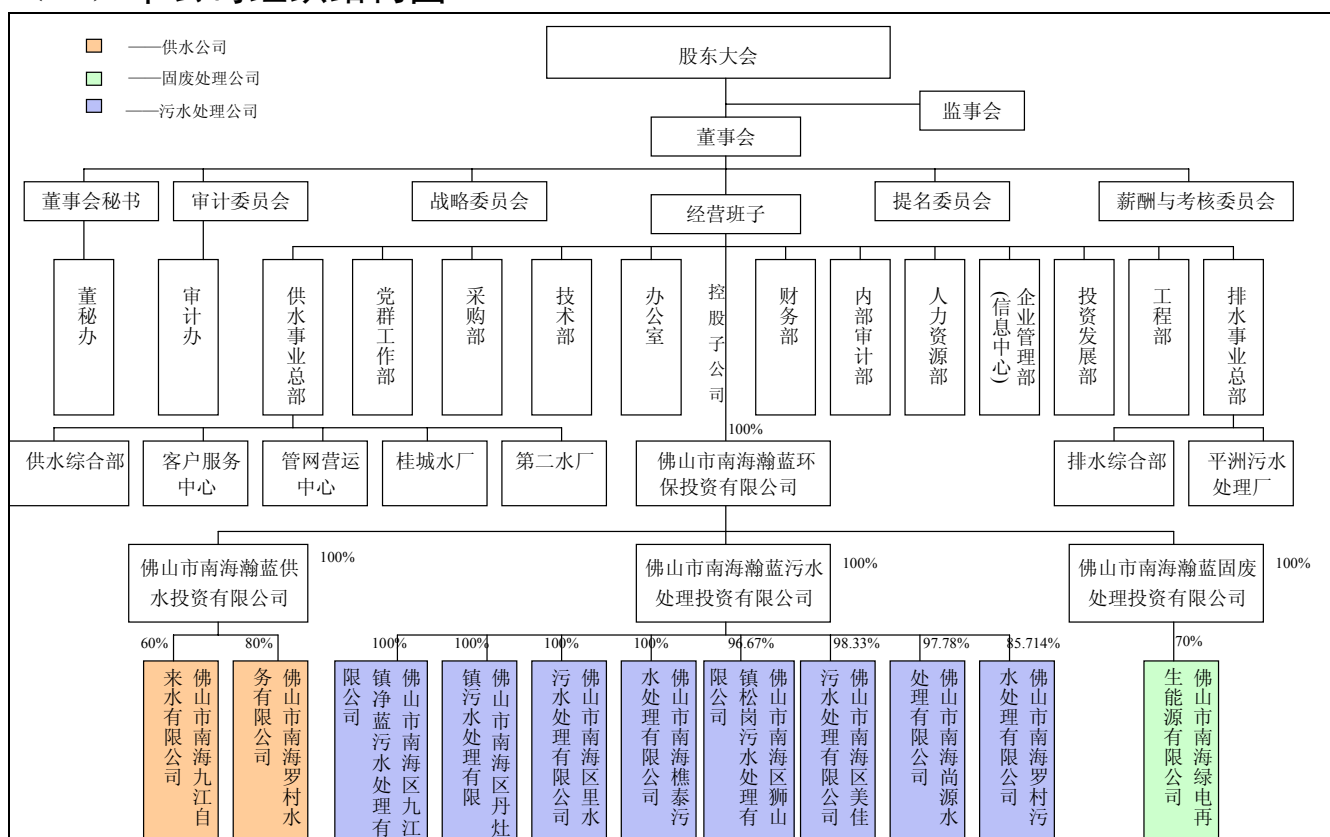 ——供水公司
——固废处理公司
——污水处理公司
股东大会
监事会
董事会
董事会秘书
审计委员会
战略委员会
经营班子
提名委员会
薪酬与考核委员会
董秘办
审计办
供水事业总部
党群工作部
采购部
技术部
办公室
控股子公司
财务部
内部审计部
人力资源部
企业管理部
(信息中心)
投资发展部
工程部
排水事业总部
100%
供水综合部
客户服务
中心
管网营运
中心
桂城水厂
第二水厂
佛山市南海瀚蓝环
保投资有限公司
排水综合部
平洲污水
处理厂
佛山市南海瀚蓝供
水投资有限公司
100%
佛山市南海瀚蓝污水
处理投资有限公司
100%
佛山市南海瀚蓝固废
处理投资有限公司
100%
60%
80%
100%
100%
100%
100%
96.67%
98.33%
97.78%
85.714%
70%
佛山市南海九江自
来水有限公司
佛山市南海罗村水
务有限公司
佛山市南海区九江
镇净蓝污水处理有
限公司
佛山市南海区丹灶
镇污水处理有限
佛山市南海区里水
污水处理有限公司
佛山市南海樵泰污
水处理有限公司
佛山市南海区狮山
镇松岗污水处理有
限公司
佛山市南海区美佳
污水处理有限公司
佛山市南海尚源水
处理有限公司
佛山市南海罗村污
水处理有限公司
佛山市南海绿电再
生能源有限公司